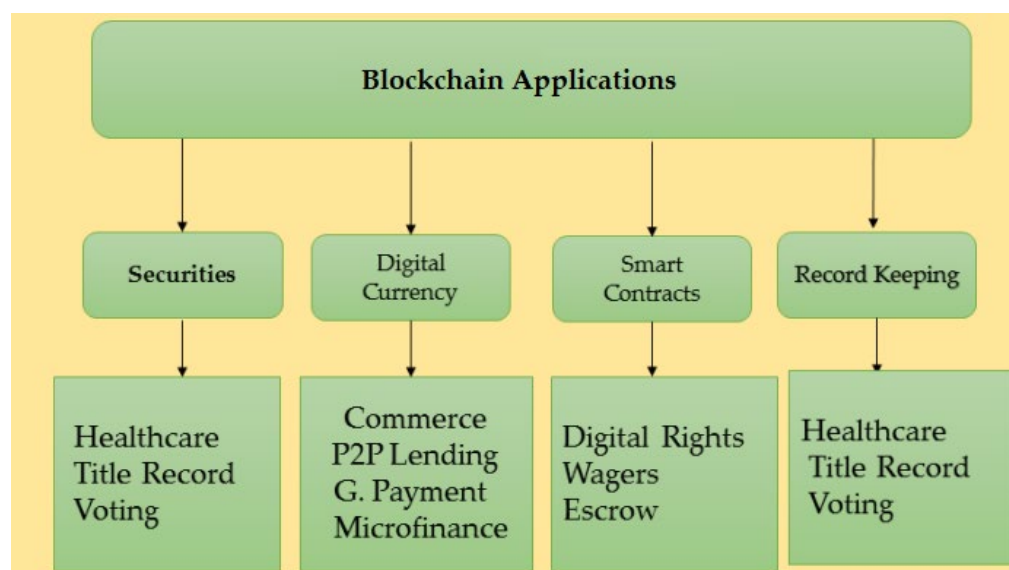 Blockchain Applications
Securities
Digital
Currency
Smart
Contracts
Record Keeping
Healthcare
Title Record
Voting
Commerce
P2P Lending
G. Payment
Microfinance
Digital Rights
Wagers
Escrow
Healthcare
Title Record
Voting